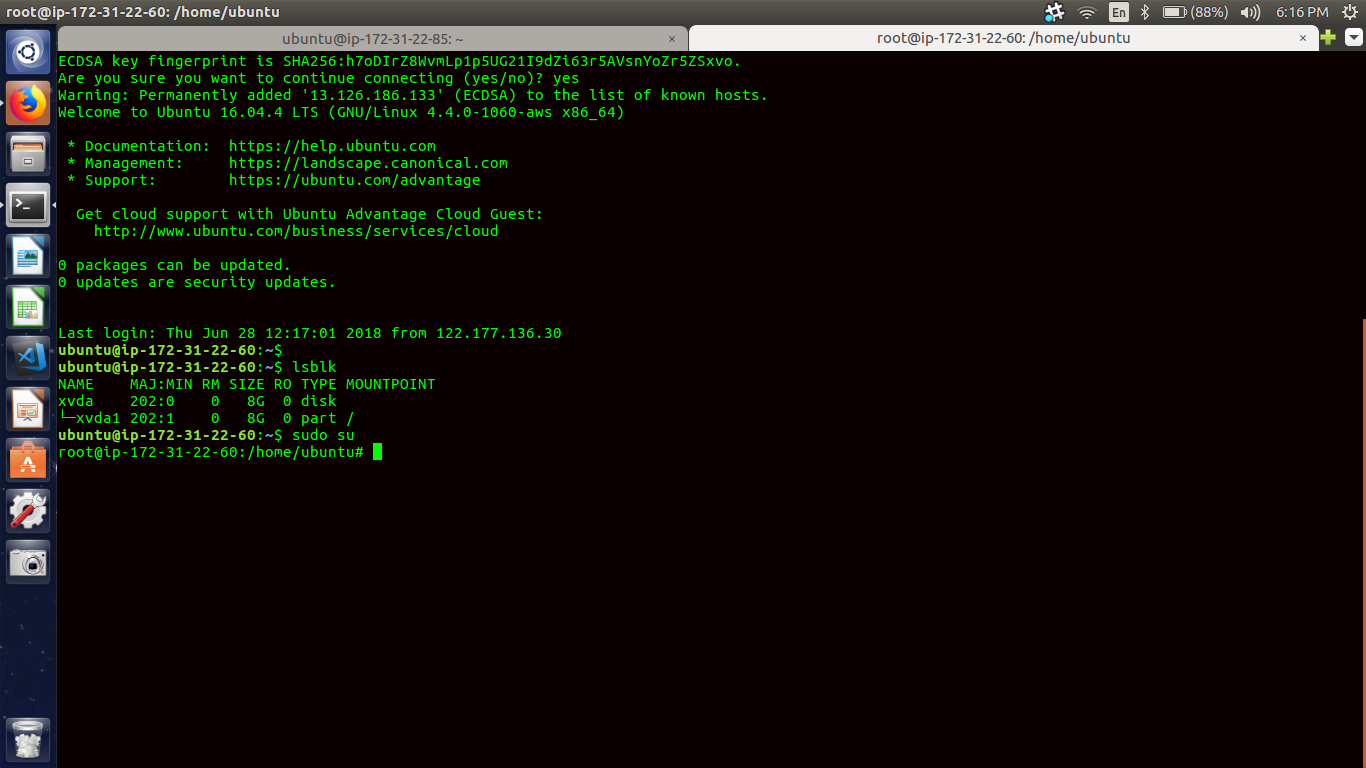 root@ip-172-31-22-60: /home/ubuntu
En
(88%)
6:16 PM
ubuntu@ip-172-31-22-85: ~
×
root@ip-172-31-22-60: /home/ubuntu
×
ECDSA key fingerprint is SHA256:h7oDIrZ8WvmLp1p5UG21I9dZi63r5AVsnYoZr5ZSxvo.
Are you sure you want to continue connecting (yes/no)? yes
Warning: Permanently added '13.126.186.133' (ECDSA) to the list of known hosts.
Welcome to Ubuntu 16.04.4 LTS (GNU/Linux 4.4.0-1060-aws x86_64)
 * Documentation:  https://help.ubuntu.com
 * Management:     https://landscape.canonical.com
 * Support:        https://ubuntu.com/advantage
  Get cloud support with Ubuntu Advantage Cloud Guest:
    http://www.ubuntu.com/business/services/cloud
0 packages can be updated.
0 updates are security updates.
Last login: Thu Jun 28 12:17:01 2018 from 122.177.136.30
ubuntu@ip-172-31-22-60:~$
ubuntu@ip-172-31-22-60:~$ lsblk
NAME    MAJ:MIN RM SIZE RO TYPE MOUNTPOINT
xvda    202:0    0   8G  0 disk
└─xvda1 202:1    0   8G  0 part /
ubuntu@ip-172-31-22-60:~$ sudo su
root@ip-172-31-22-60:/home/ubuntu#